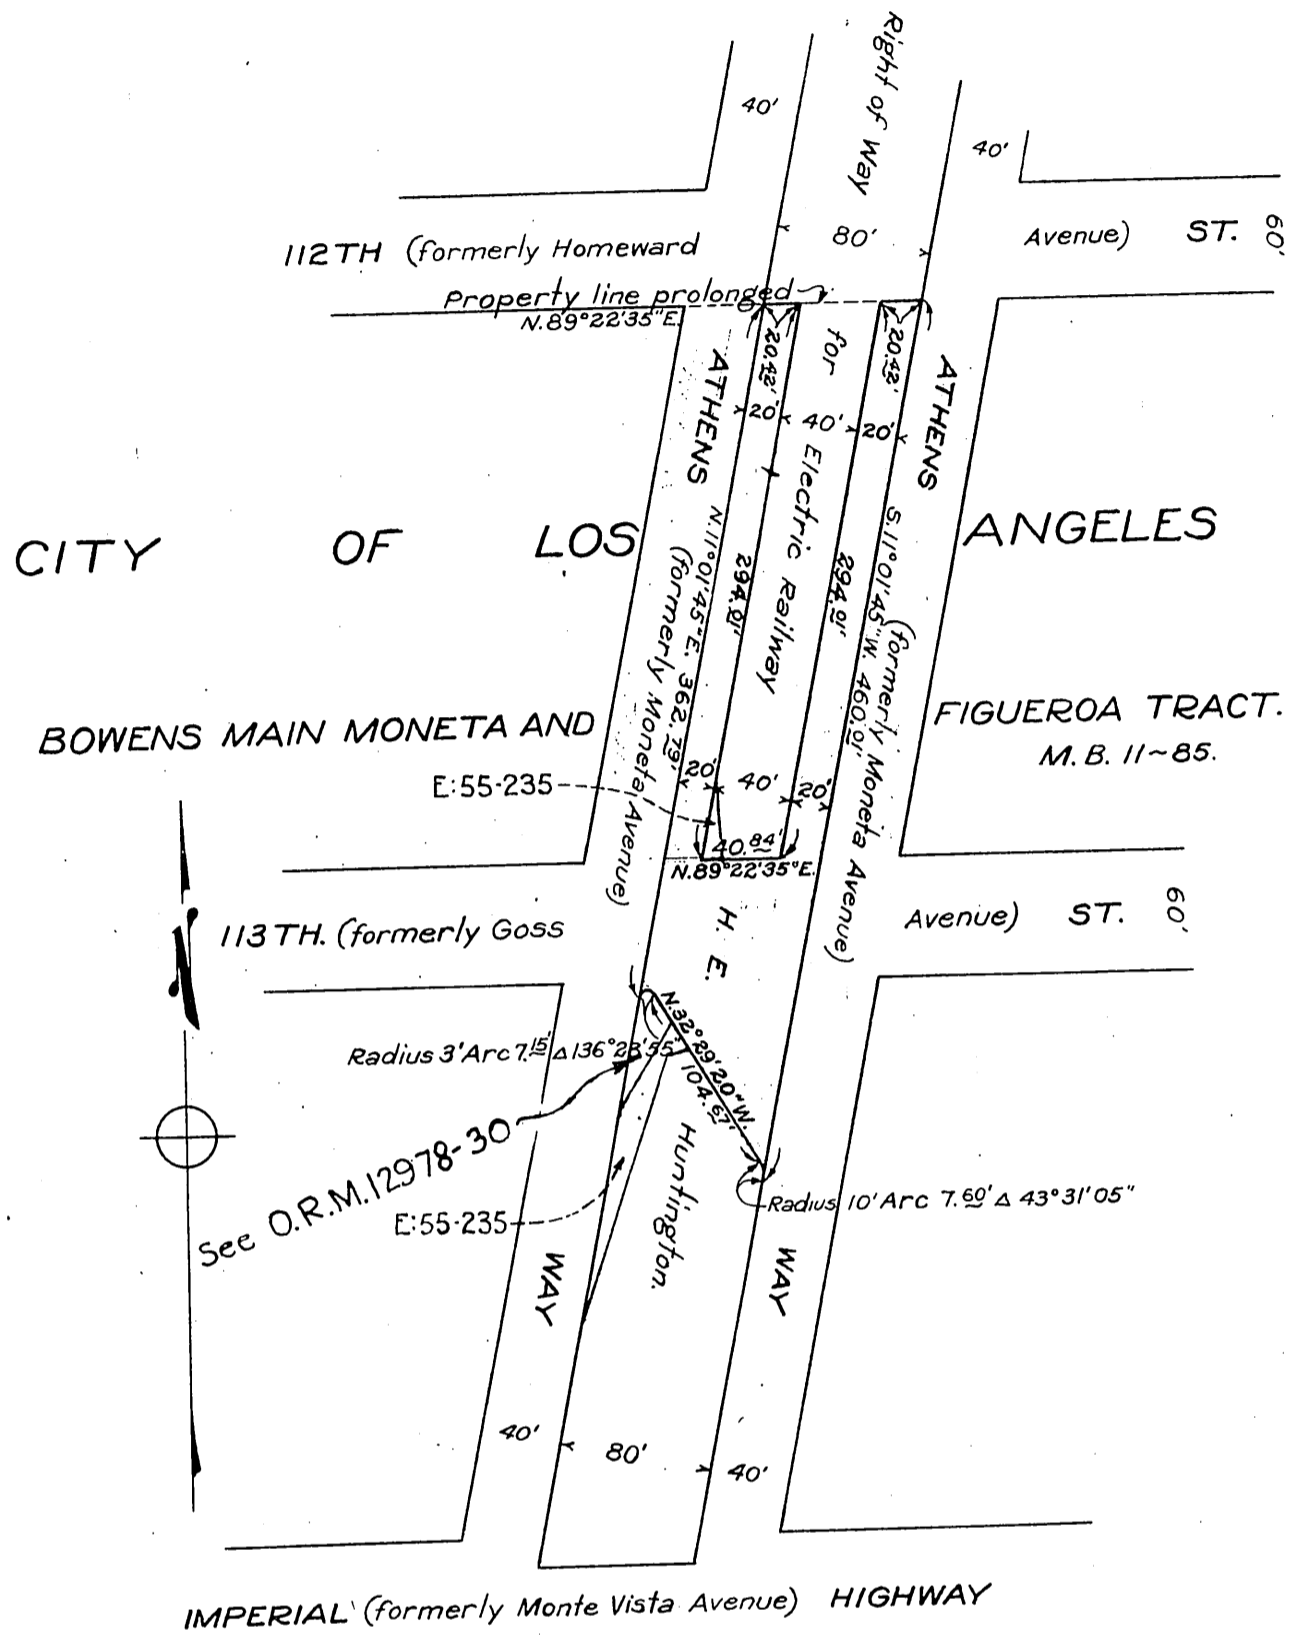 Right of Way
40'
40'
80'
112TH (formerly Homeward
Avenue) ST. 60'
Property line prolonged
N.89°22'35"E.
20.42'
for
20.42'
ATHENS
ATHENS
20'
40'
20'
Electric Railway
CITY OF LOS ANGELES
N.11°01'45"E. 362.79'
(formerly Moneta Avenue)
294.01'
294.01'
S.11°01'45"W. 460.01'
(formerly Moneta Avenue)
BOWENS MAIN MONETA AND FIGUEROA TRACT.
M. B. 11~85.
E:55-235
20'
40'
20'
40.84'
N.89°22'35"E.
113TH. (formerly Goss
Avenue) ST. 60'
H. E.
N.32°29'20"W.
104.67'
Radius 3' Arc 7.15' Δ 136°28'55"
See O.R.M.12978-30
Huntington.
E:55-235
Radius 10' Arc 7.60' Δ 43°31'05"
WAY
WAY
40'
80'
40'
IMPERIAL (formerly Monte Vista Avenue) HIGHWAY